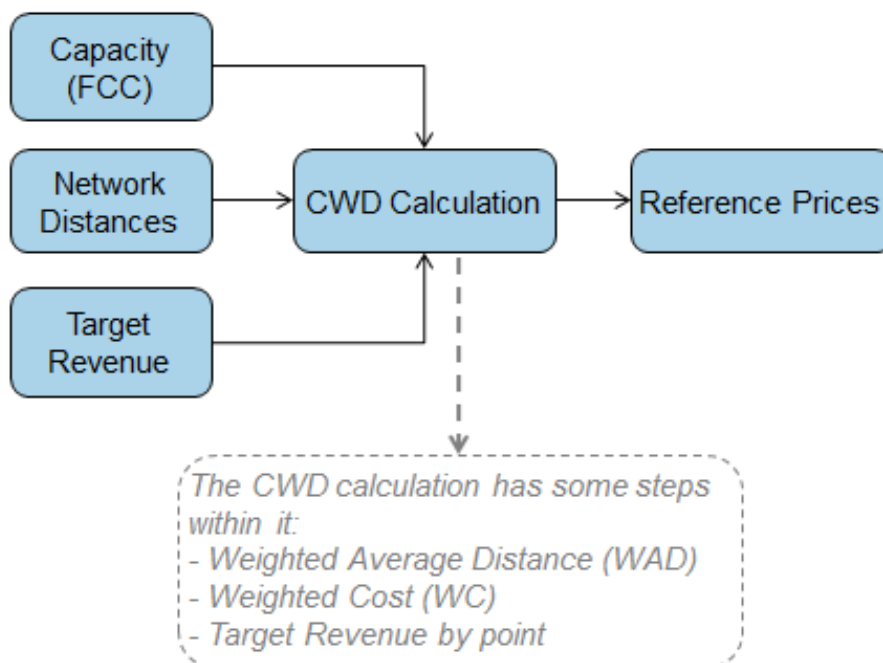 Capacity
(FCC)
Network
Distances
CWD Calculation
Reference Prices
Target
Revenue
The CWD calculation has some steps
within it:
- Weighted Average Distance (WAD)
- Weighted Cost (WC)
- Target Revenue by point